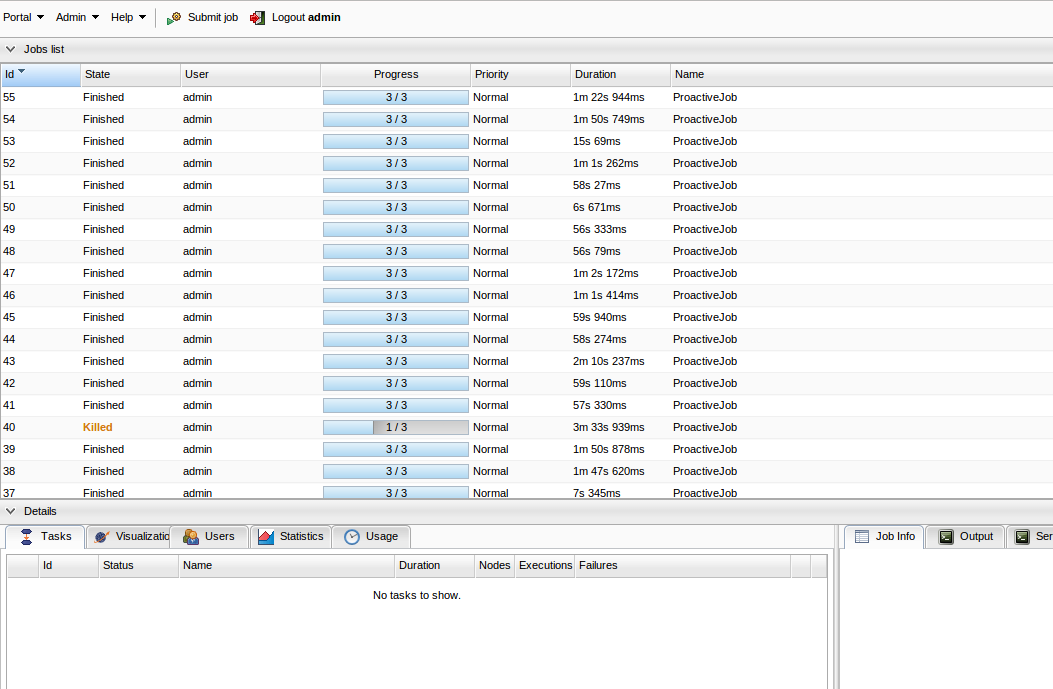 Portal Admin Help Submit job Logout admin
Jobs list
Id State User Progress Priority Duration Name
55 Finished admin 3 / 3 Normal 1m 22s 944ms ProactiveJob
54 Finished admin 3 / 3 Normal 1m 50s 749ms ProactiveJob
53 Finished admin 3 / 3 Normal 15s 69ms ProactiveJob
52 Finished admin 3 / 3 Normal 1m 1s 262ms ProactiveJob
51 Finished admin 3 / 3 Normal 58s 27ms ProactiveJob
50 Finished admin 3 / 3 Normal 6s 671ms ProactiveJob
49 Finished admin 3 / 3 Normal 56s 333ms ProactiveJob
48 Finished admin 3 / 3 Normal 56s 79ms ProactiveJob
47 Finished admin 3 / 3 Normal 1m 2s 172ms ProactiveJob
46 Finished admin 3 / 3 Normal 1m 1s 414ms ProactiveJob
45 Finished admin 3 / 3 Normal 59s 940ms ProactiveJob
44 Finished admin 3 / 3 Normal 58s 274ms ProactiveJob
43 Finished admin 3 / 3 Normal 2m 10s 237ms ProactiveJob
42 Finished admin 3 / 3 Normal 59s 110ms ProactiveJob
41 Finished admin 3 / 3 Normal 57s 330ms ProactiveJob
40 Killed admin 1 / 3 Normal 3m 33s 939ms ProactiveJob
39 Finished admin 3 / 3 Normal 1m 50s 878ms ProactiveJob
38 Finished admin 3 / 3 Normal 1m 47s 620ms ProactiveJob
37 Finished admin 3 / 3 Normal 7s 345ms ProactiveJob
Details
Tasks Visualizatio Users Statistics Usage Job Info Output Ser
Id Status Name Duration Nodes Executions Failures
No tasks to show.